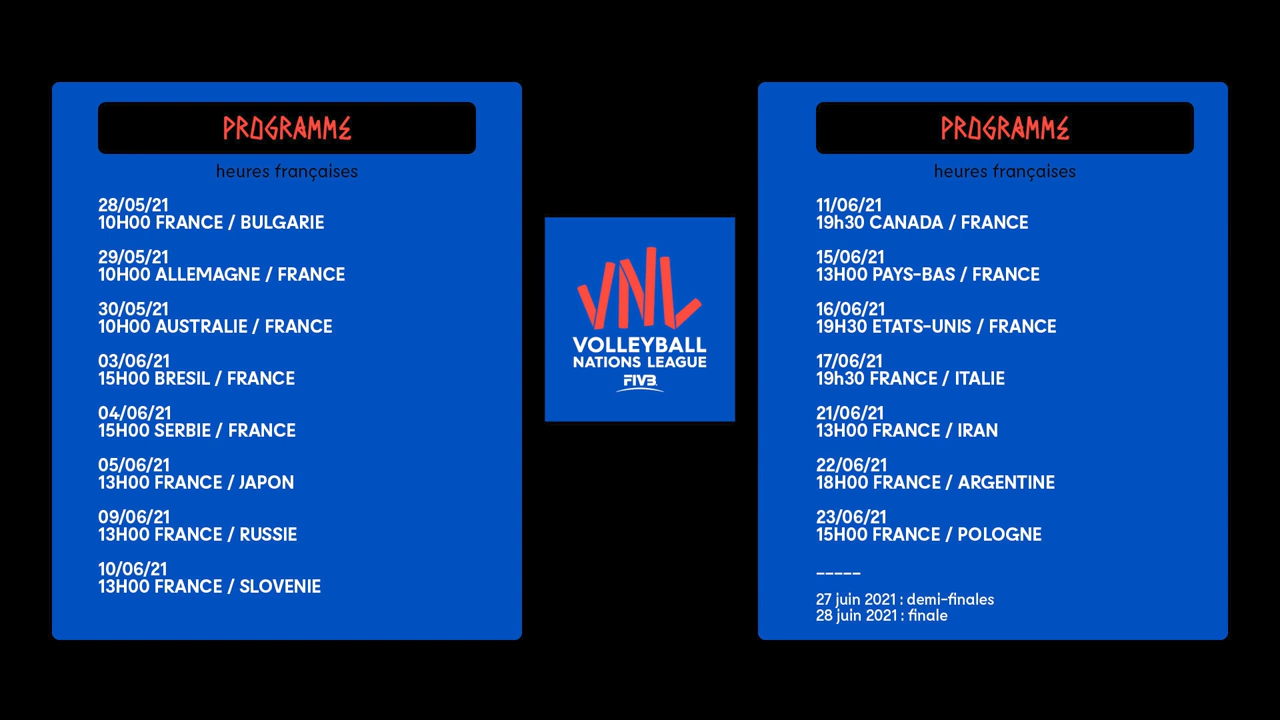 PROGRAMME
heures françaises
28/05/21
10H00 FRANCE / BULGARIE
29/05/21
10H00 ALLEMAGNE / FRANCE
30/05/21
10H00 AUSTRALIE / FRANCE
03/06/21
15H00 BRESIL / FRANCE
04/06/21
15H00 SERBIE / FRANCE
05/06/21
13H00 FRANCE / JAPON
09/06/21
13H00 FRANCE / RUSSIE
10/06/21
13H00 FRANCE / SLOVENIE
VNL
VOLLEYBALL
NATIONS LEAGUE
FIVB
PROGRAMME
heures françaises
11/06/21
19h30 CANADA / FRANCE
15/06/21
13H00 PAYS-BAS / FRANCE
16/06/21
19H30 ETATS-UNIS / FRANCE
17/06/21
19h30 FRANCE / ITALIE
21/06/21
13H00 FRANCE / IRAN
22/06/21
18H00 FRANCE / ARGENTINE
23/06/21
15H00 FRANCE / POLOGNE
-----
27 juin 2021 : demi-finales
28 juin 2021 : finale